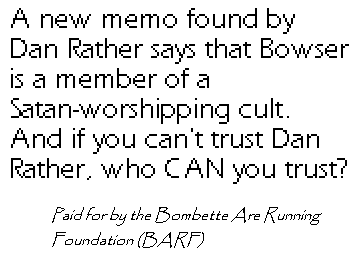 A new memo found by
Dan Rather says that Bowser
is a member of a
Satan-worshipping cult.
And if you can't trust Dan
Rather, who CAN you trust?
Paid for by the Bombette Are Running
Foundation (BARF)